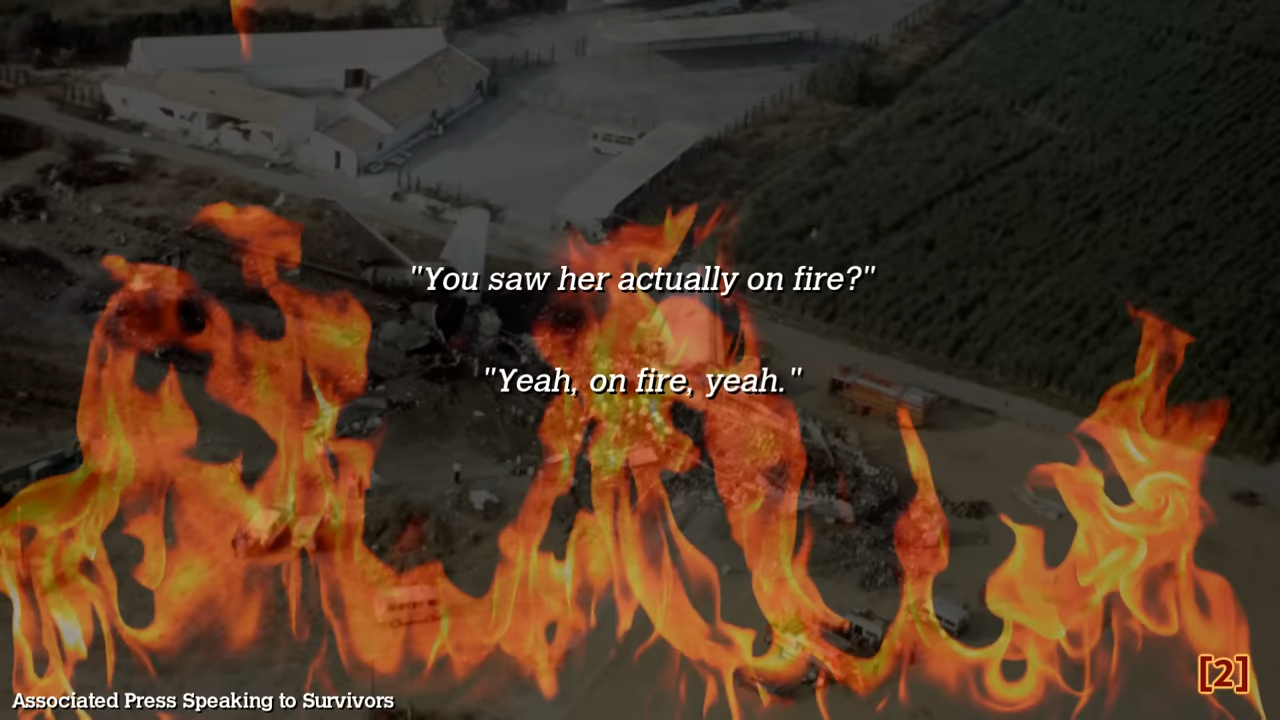 "You saw her actually on fire?"
"Yeah, on fire, yeah."
Associated Press Speaking to Survivors
[2]